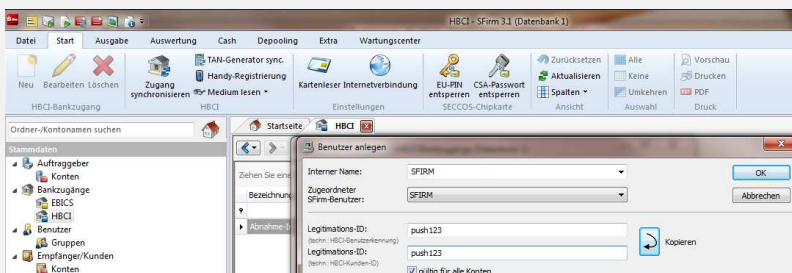 HBCI - SFirm 3.1 (Datenbank 1)
Datei Start Ausgabe Auswertung Cash Depooling Extra Wartungscenter
Neu Bearbeiten Löschen
HBCI-Bankzugang
Zugang synchronisieren
TAN-Generator sync.
Handy-Registrierung
Medium lesen
HBCI
Kartenleser Internetverbindung
Einstellungen
EU-PIN entsperren
CSA-Passwort entsperren
SECCOS-Chipkarte
Zurücksetzen
Aktualisieren
Spalten
Ansicht
Alle
Keine
Umkehren
Auswahl
Vorschau
Drucken
PDF
Druck
Ordner-/Kontonamen suchen
Stammdaten
Auftraggeber
Konten
Bankzugänge
EBICS
HBCI
Benutzer
Gruppen
Empfänger/Kunden
Konten
Startseite HBCI
Ziehen Sie eine
Bezeichnung
Benutzer anlegen
Interner Name: SFIRM
OK
Zugeordneter
SFirm-Benutzer: SFIRM
Abbrechen
Legitimations-ID: push123
(techn.: HBCI-Benutzerkennung)
Kopieren
Legitimations-ID: push123
(techn.: HBCI-Kunden-ID)
gültig für alle Konten